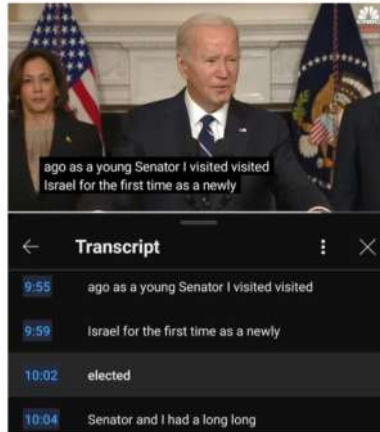 CNBC
ago as a young Senator I visited visited
Israel for the first time as a newly
Transcript
9:55 ago as a young Senator I visited visited
9:59 Israel for the first time as a newly
10:02 elected
10:04 Senator and I had a long long